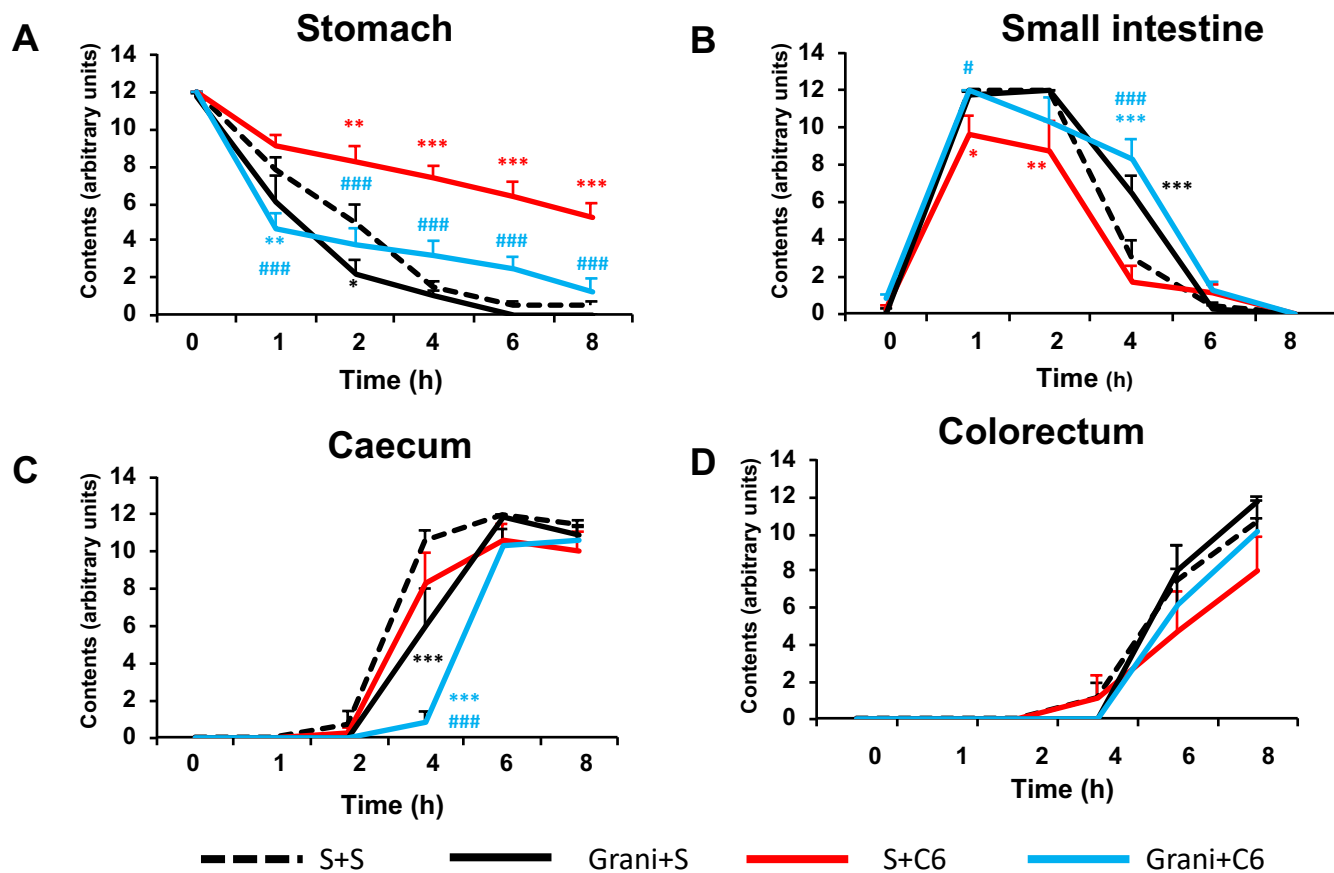 A
Stomach
Contents (arbitrary units)
14
12
10
8
6
4
2
0
**
***
***
***
###
###
###
###
**
###
*
0 1 2 4 6 8
Time (h)
B
Small intestine
Contents (arbitrary units)
14
12
10
8
6
4
2
0
#
###
***
*
**
***
0 1 2 4 6 8
Time (h)
C
Caecum
Contents (arbitrary units)
14
12
10
8
6
4
2
0
***
***
###
0 1 2 4 6 8
Time (h)
D
Colorectum
Contents (arbitrary units)
14
12
10
8
6
4
2
0
0 1 2 4 6 8
Time (h)
S+S Grani+S S+C6 Grani+C6